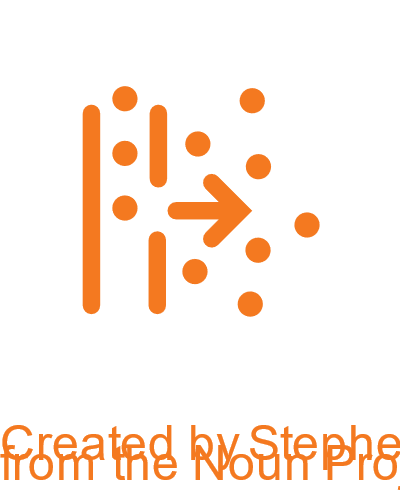 Created by Stephe
from the Noun Pro